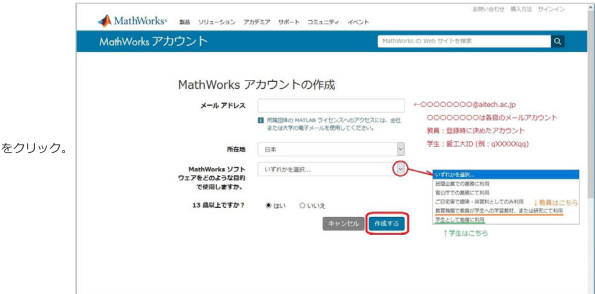 お問い合わせ 購入方法 サインイン
MathWorks® 製品 ソリューション アカデミア サポート コミュニティ イベント
MathWorks アカウント
MathWorks の Web サイトを検索
MathWorks アカウントの作成
メール アドレス
←○○○○○○○○@aitech.ac.jp
所属団体の MATLAB ライセンスへのアクセスには、会社
または大学の電子メールを使用してください。
○○○○○○○○は各自のメールアカウント
教員：登録時に決めたアカウント
学生：愛工大ID (例：qXXXXXqq)
をクリック。
所在地 日本
MathWorks ソフト
ウェアをどのような目的
で使用しますか。
いずれかを選択...
いずれかを選択...
民間企業での業務に利用
官公庁での業務にて利用
ご自宅等で趣味・体験利としてのみ利用
↓教員はこちら
教育機関で教員が学生への学習教材、または研究にて利用
学生として勉強に利用
↑学生はこちら
13 歳以上ですか？ はい いいえ
キャンセル 作成する